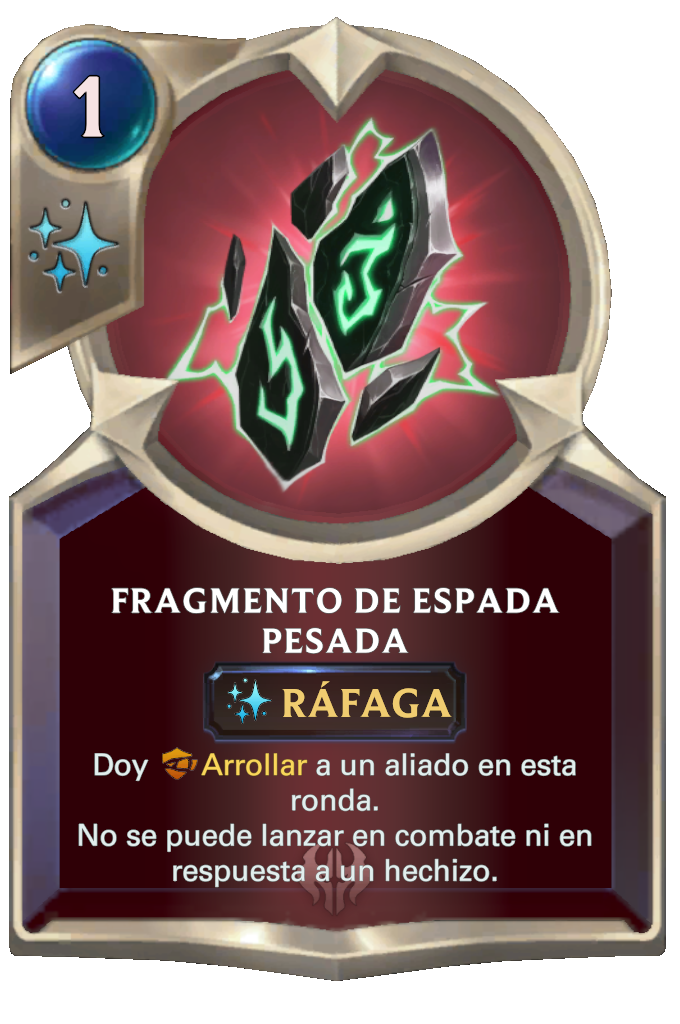 1
FRAGMENTO DE ESPADA
PESADA
RÁFAGA
Doy Arrollar a un aliado en esta
ronda.
No se puede lanzar en combate ni en
respuesta a un hechizo.